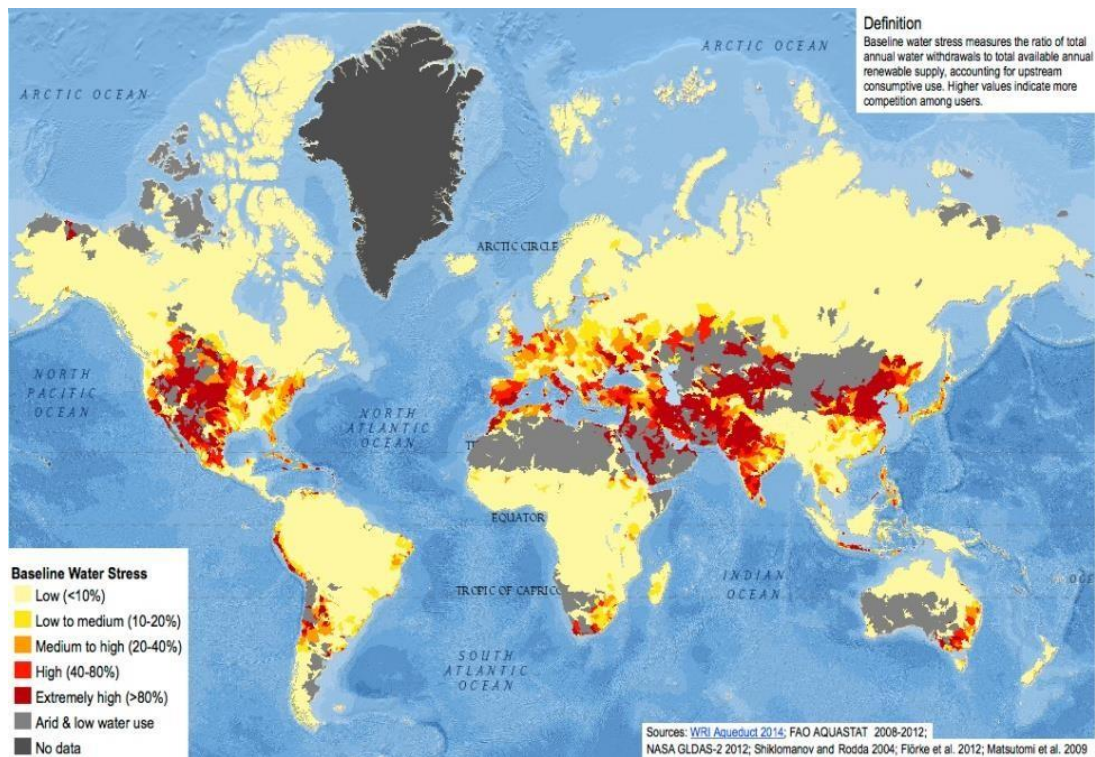 Definition
Baseline water stress measures the ratio of total
annual water withdrawals to total available annual
renewable supply, accounting for upstream
consumptive use. Higher values indicate more
competition among users.
ARCTIC OCEAN
ARCTIC OCEAN
ARCTIC CIRCLE
NORTH
PACIFIC
OCEAN
NORTH
ATLANTIC
OCEAN
EQUATOR
TROPIC OF CAPRICO
INDIAN
OCEAN
SOUTH
ATLANTIC
OCEAN
Baseline Water Stress
Low (<10%)
Low to medium (10-20%)
Medium to high (20-40%)
High (40-80%)
Extremely high (>80%)
Arid & low water use
No data
Sources: WRI Aqueduct 2014; FAO AQUASTAT 2008-2012;
NASA GLDAS-2 2012; Shiklomanov and Rodda 2004; Flörke et al. 2012; Matsutomi et al. 2009